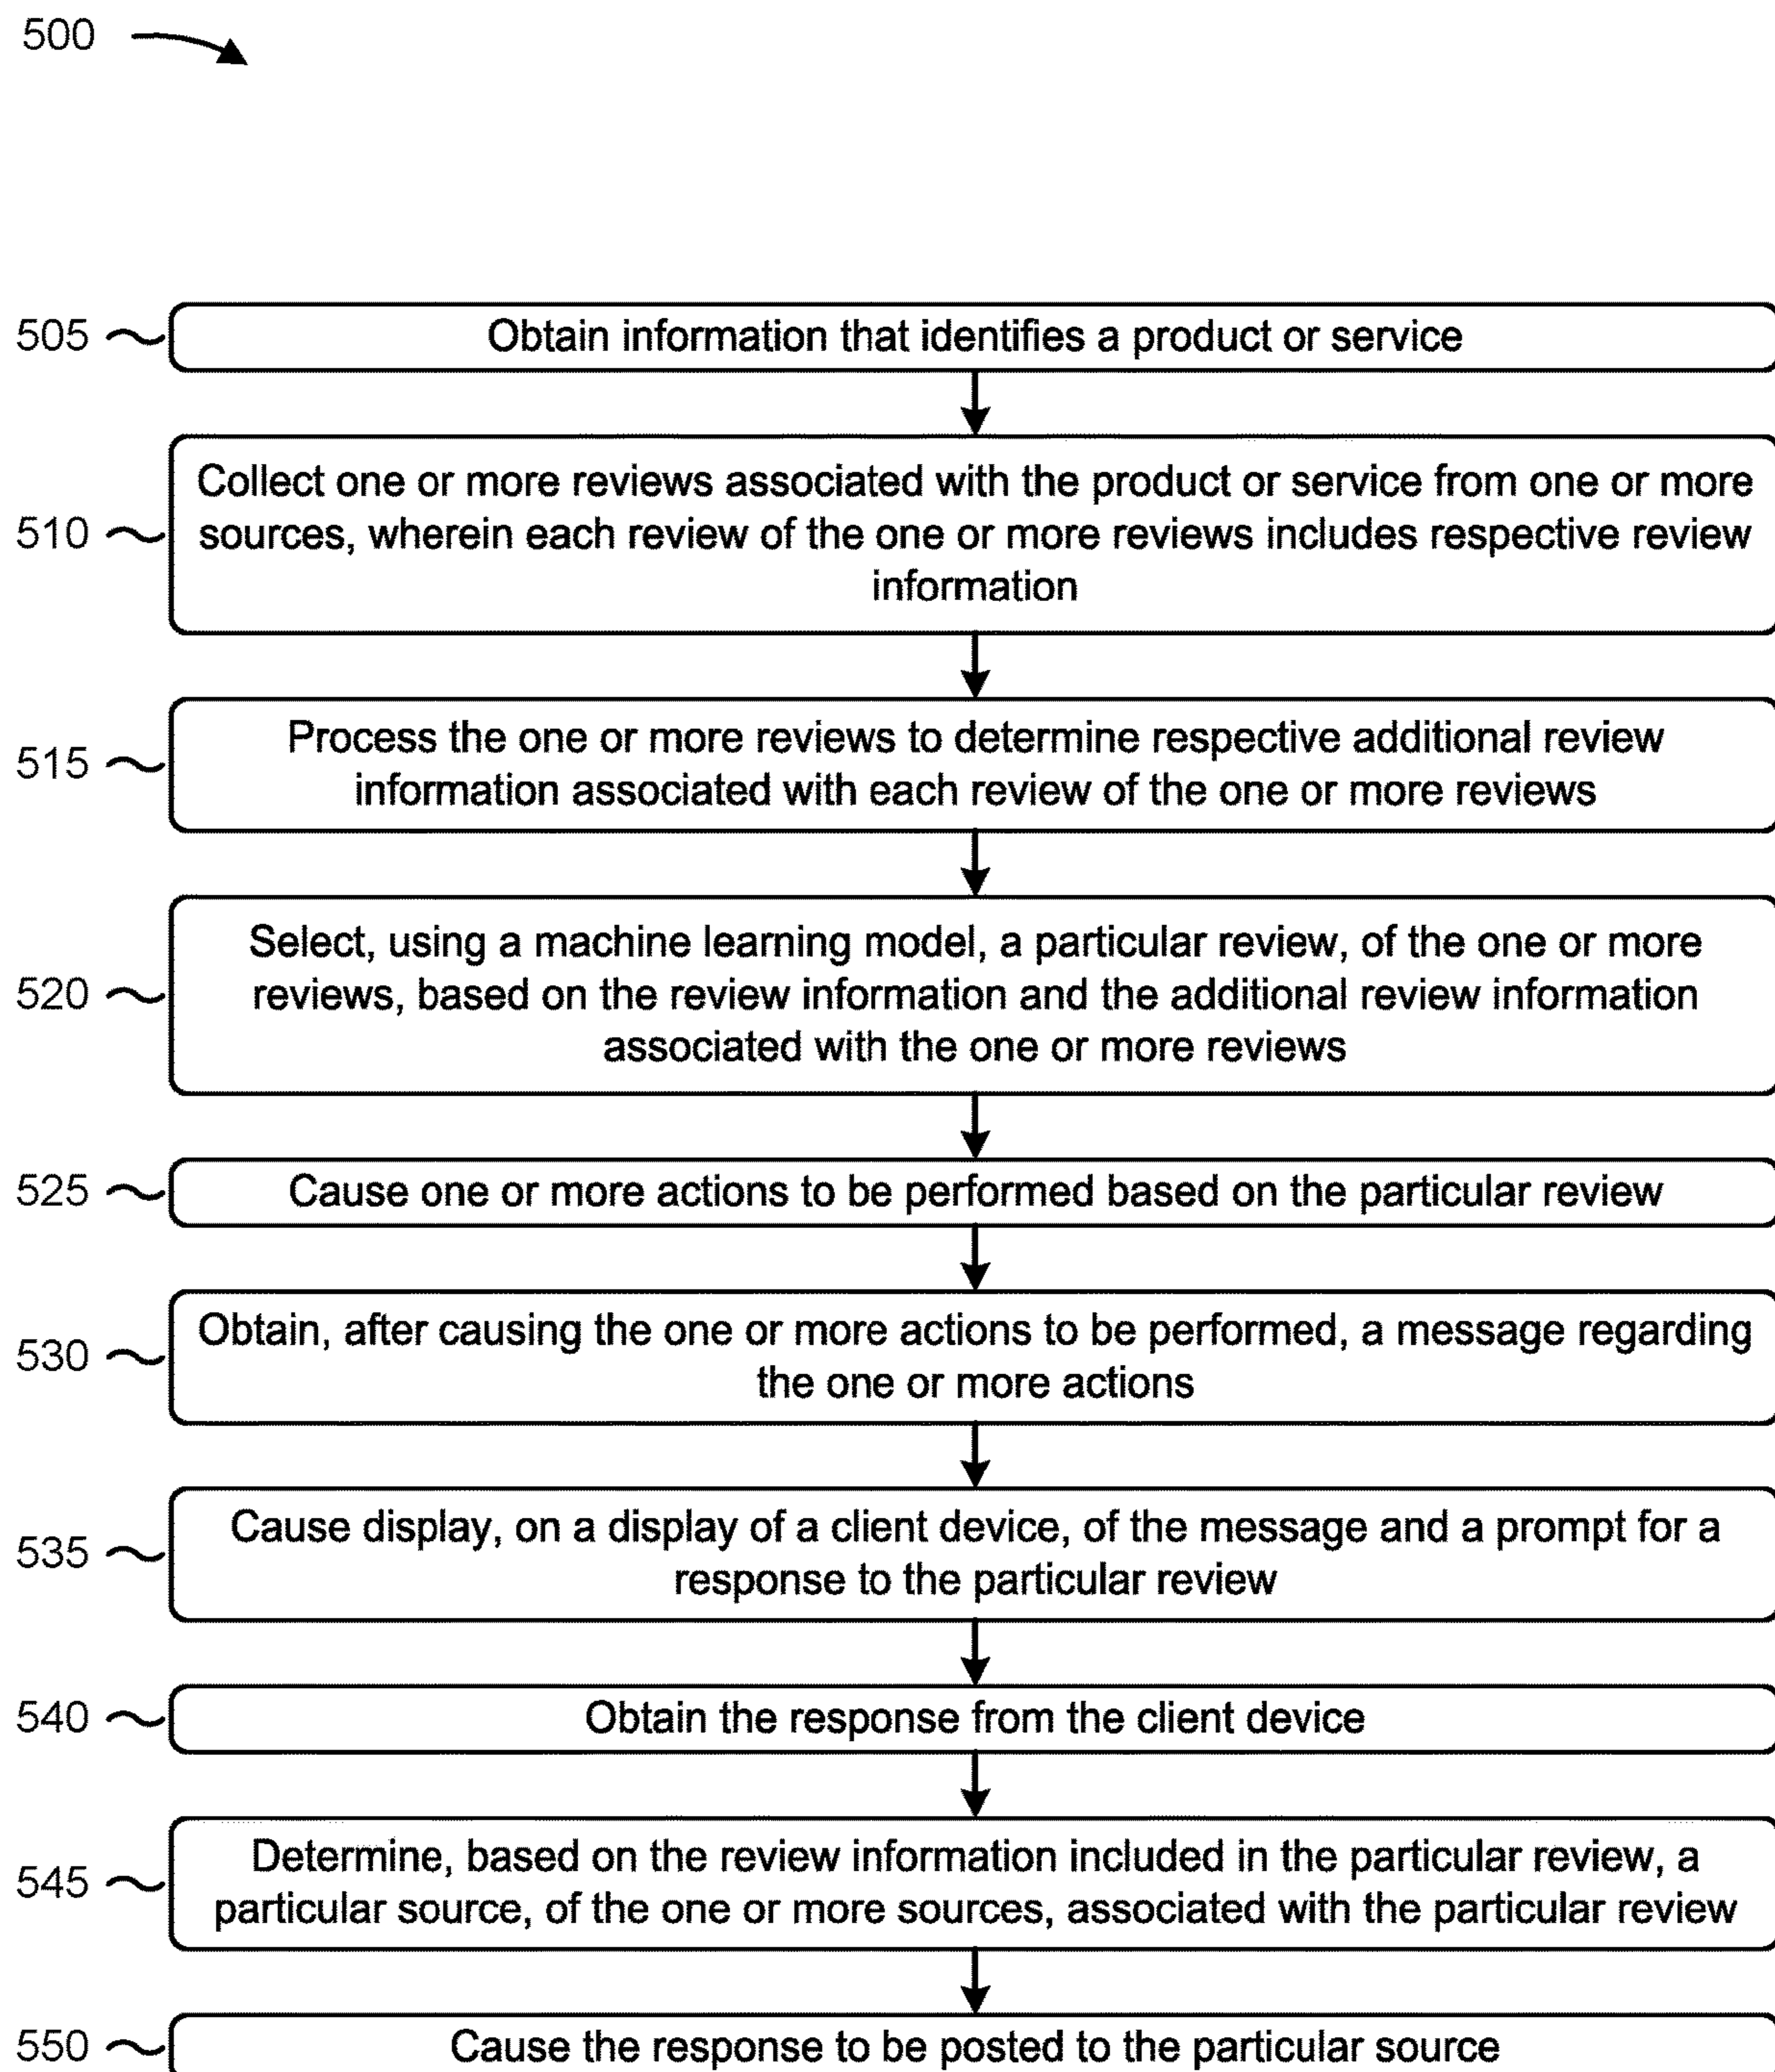 500
505 Obtain information that identifies a product or service
Collect one or more reviews associated with the product or service from one or more
510 sources, wherein each review of the one or more reviews includes respective review
information
Process the one or more reviews to determine respective additional review
515
information associated with each review of the one or more reviews
Select, using a machine learning model, a particular review, of the one or more
520 reviews, based on the review information and the additional review information
associated with the one or more reviews
525 Cause one or more actions to be performed based on the particular review
Obtain, after causing the one or more actions to be performed, a message regarding
530
the one or more actions
Cause display, on a display of a client device, of the message and a prompt for a
535
response to the particular review
540 Obtain the response from the client device
Determine, based on the review information included in the particular review, a
545
particular source, of the one or more sources, associated with the particular review
550 Cause the response to be posted to the particular source